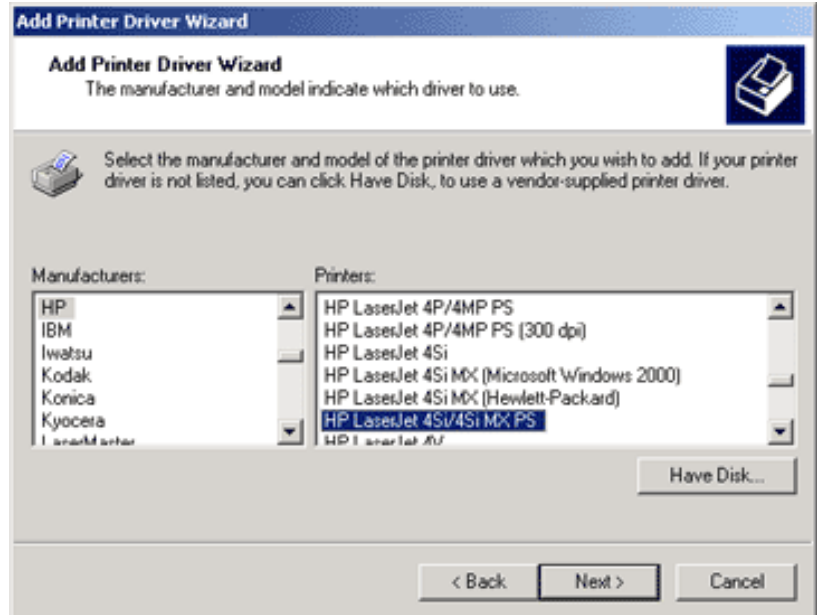 Add Printer Driver Wizard
Add Printer Driver Wizard
The manufacturer and model indicate which driver to use.
Select the manufacturer and model of the printer driver which you wish to add. If your printer
driver is not listed, you can click Have Disk, to use a vendor-supplied printer driver.
Manufacturers:
HP
IBM
Iwatsu
Kodak
Konica
Kyocera
LaserMaster
Printers:
HP LaserJet 4P/4MP PS
HP LaserJet 4P/4MP PS (300 dpi)
HP LaserJet 4Si
HP LaserJet 4Si MX (Microsoft Windows 2000)
HP LaserJet 4Si MX (Hewlett-Packard)
HP LaserJet 4Si/4Si MX PS
HP LaserJet 4V
Have Disk...
< Back
Next >
Cancel